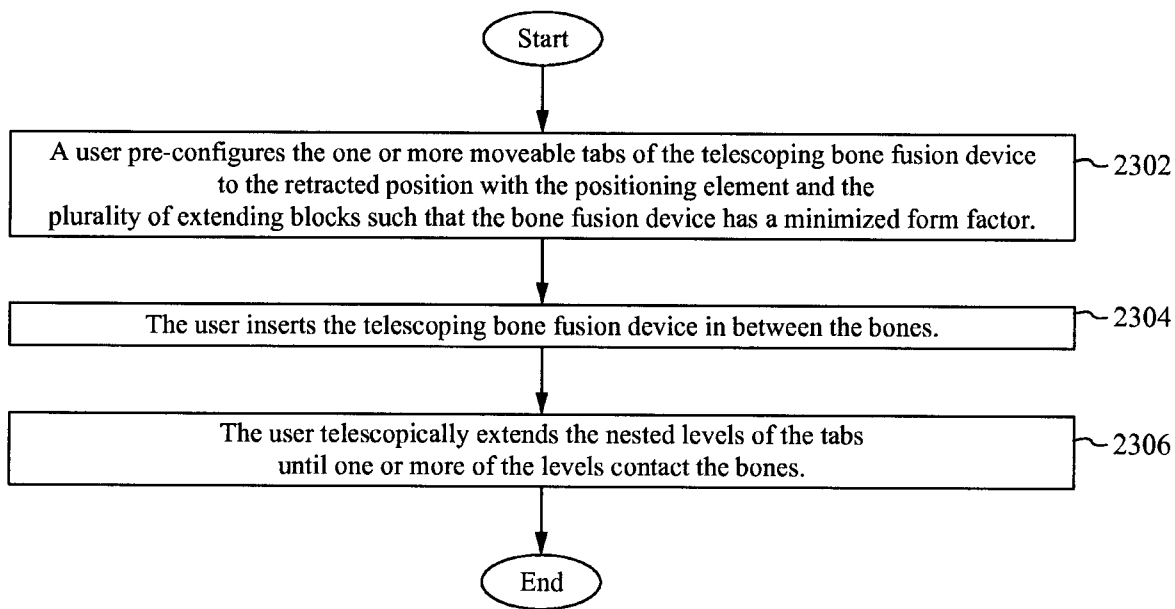 Start
A user pre-configures the one or more moveable tabs of the telescoping bone fusion device
to the retracted position with the positioning element and the
plurality of extending blocks such that the bone fusion device has a minimized form factor.
2302
The user inserts the telescoping bone fusion device in between the bones.
2304
The user telescopically extends the nested levels of the tabs
until one or more of the levels contact the bones.
2306
End